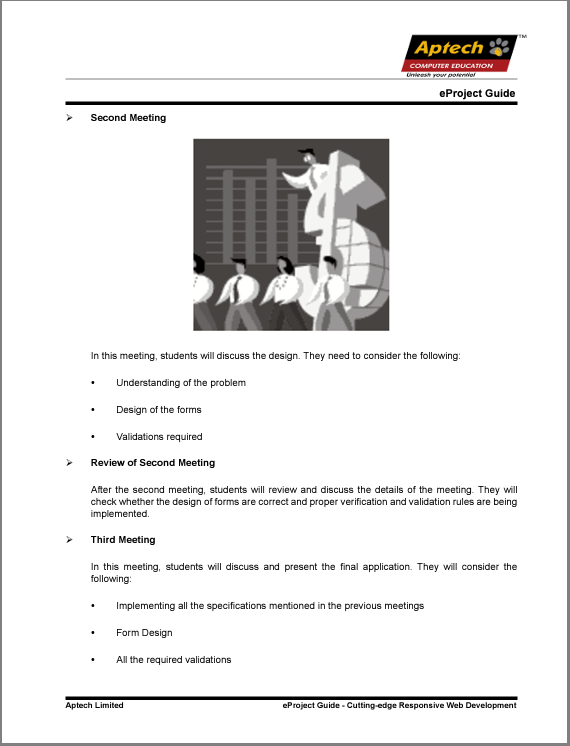 Aptech
TM
COMPUTER EDUCATION
Unleash your potential
eProject Guide
Second Meeting
In this meeting, students will discuss the design. They need to consider the following:
• Understanding of the problem
• Design of the forms
• Validations required
Review of Second Meeting
After the second meeting, students will review and discuss the details of the meeting. They will
check whether the design of forms are correct and proper verification and validation rules are being
implemented.
Third Meeting
In this meeting, students will discuss and present the final application. They will consider the
following:
• Implementing all the specifications mentioned in the previous meetings
• Form Design
• All the required validations
Aptech Limited eProject Guide - Cutting-edge Responsive Web Development